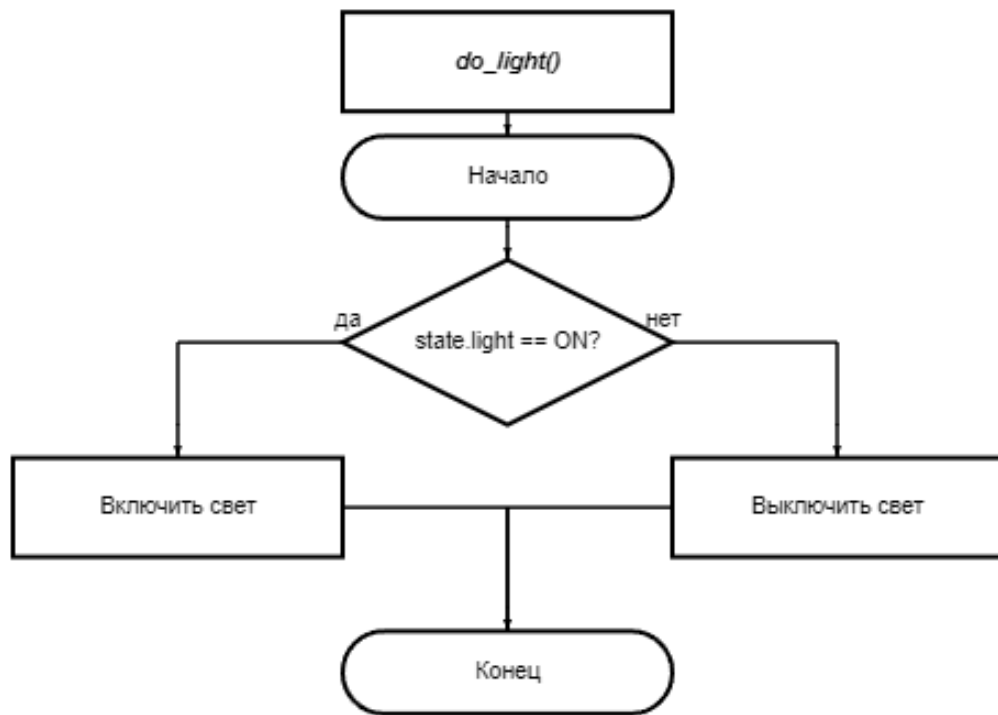 do_light()
Начало
да
нет
state.light == ON?
Включить свет
Выключить свет
Конец